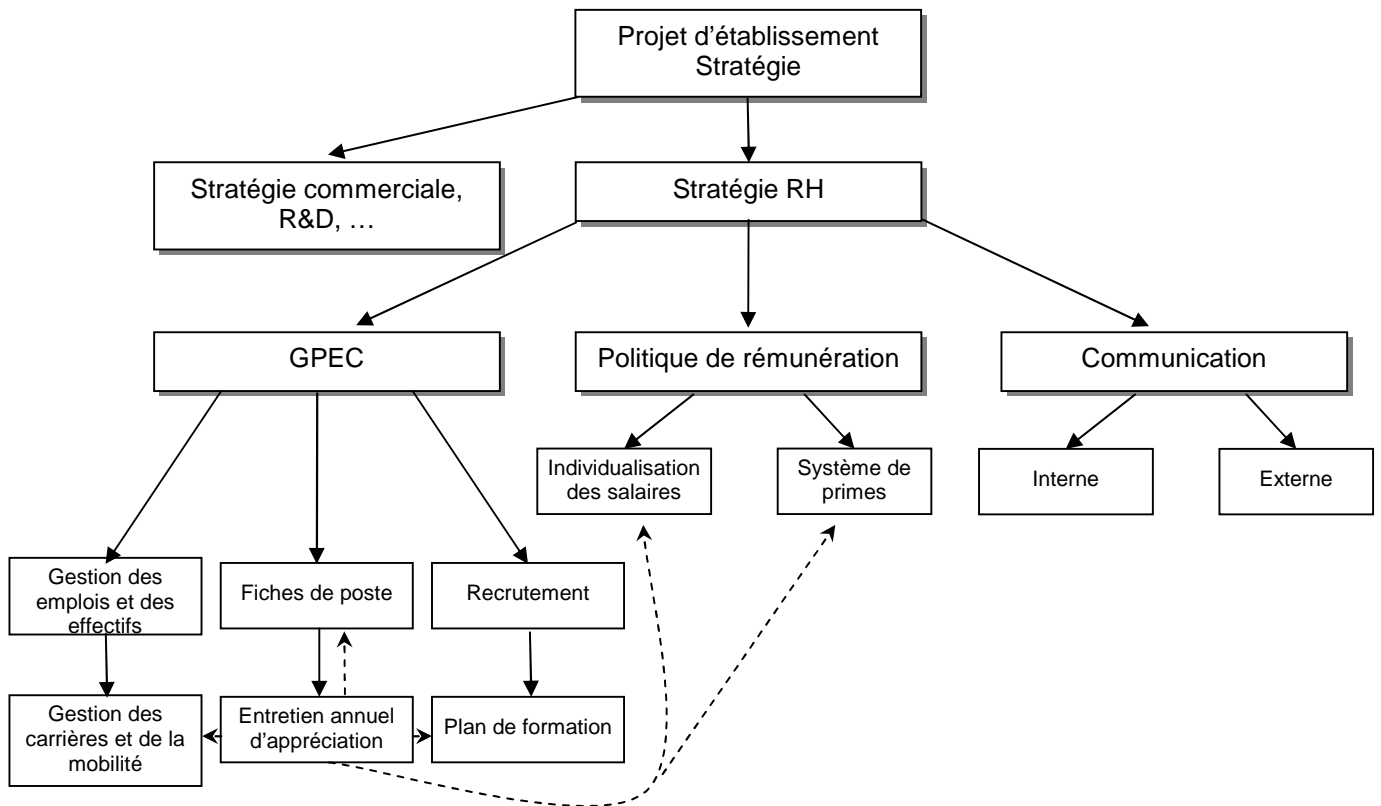 Projet d'établissement
Stratégie
Stratégie commerciale,
R&D, …
Stratégie RH
GPEC
Politique de rémunération
Communication
Individualisation
des salaires
Système de
primes
Interne
Externe
Gestion des
emplois et des
effectifs
Fiches de poste
Recrutement
Gestion des
carrières et de la
mobilité
Entretien annuel
d'appréciation
Plan de formation